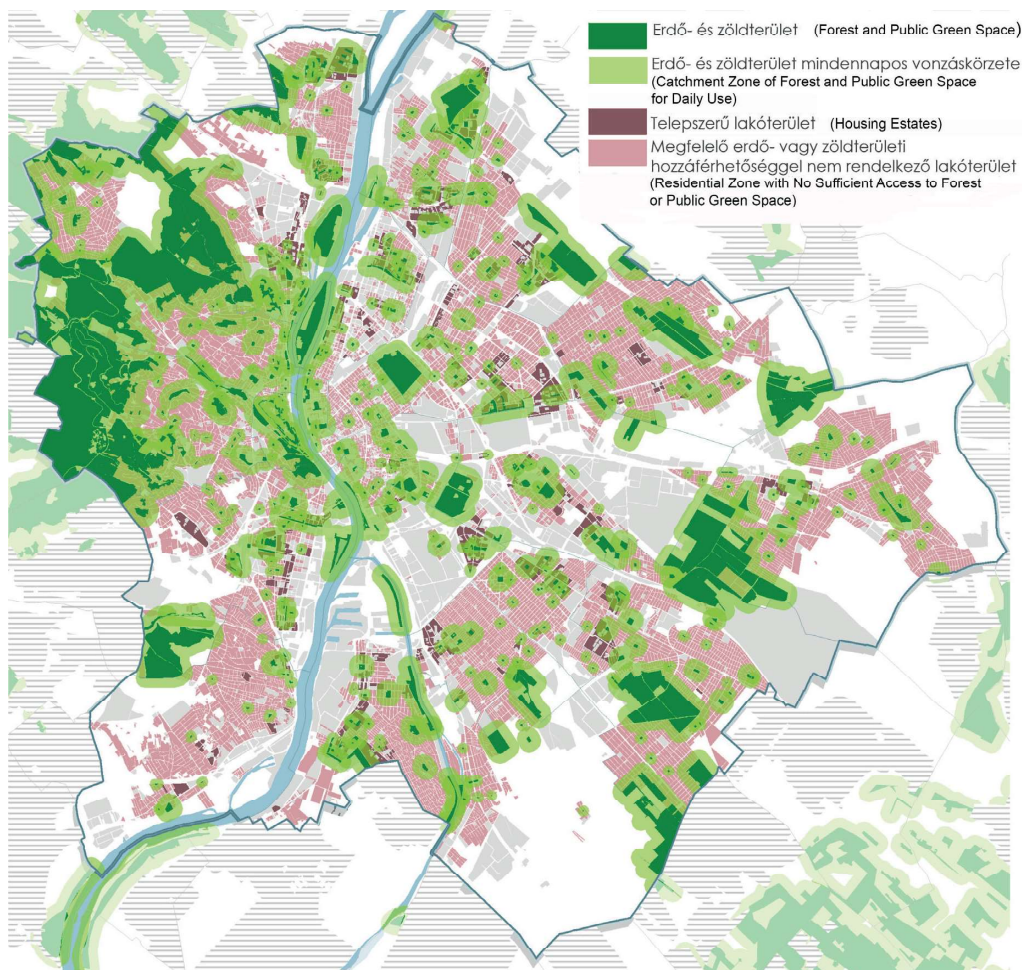 Erdő- és zöldterület (Forest and Public Green Space)
Erdő- és zöldterület mindennapos vonzáskörzete
(Catchment Zone of Forest and Public Green Space
for Daily Use)
Telepszerű lakóterület (Housing Estates)
Megfelelő erdő- vagy zöldterületi
hozzáférhetőséggel nem rendelkező lakóterület
(Residential Zone with No Sufficient Access to Forest
or Public Green Space)